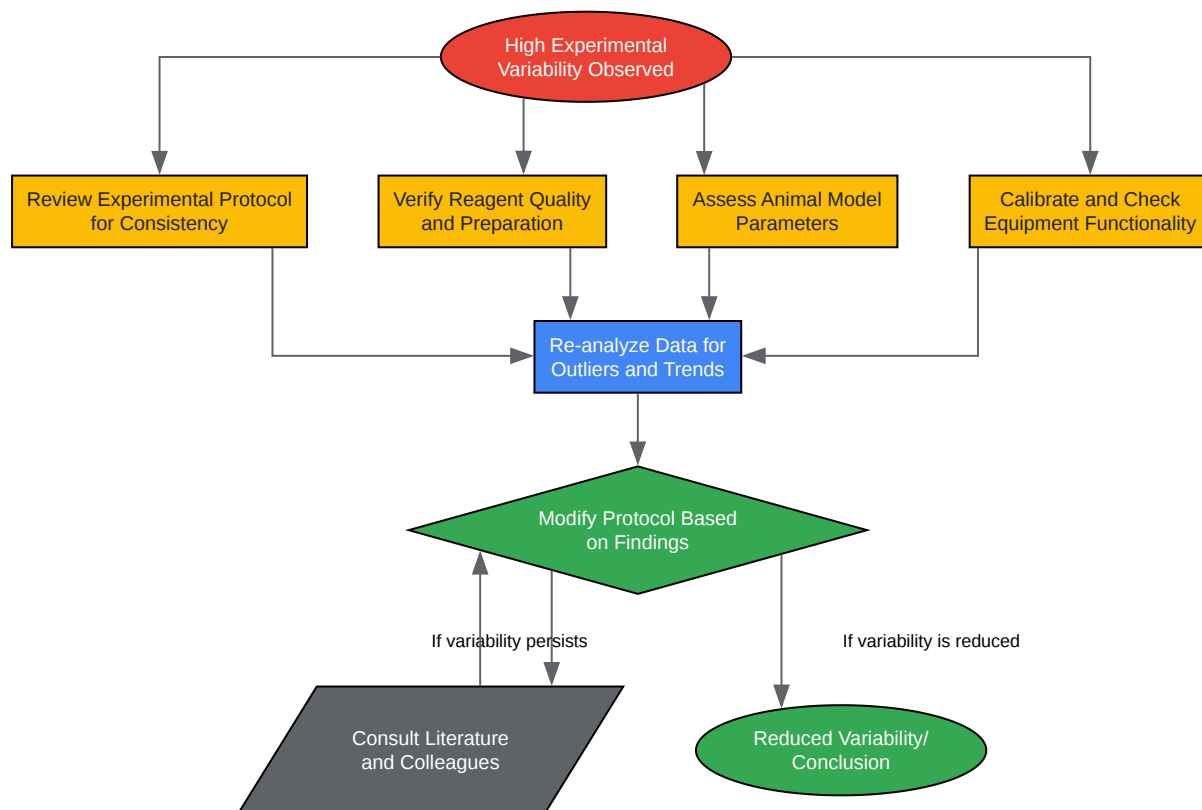 High Experimental
Variability Observed
Review Experimental Protocol
for Consistency
Verify Reagent Quality
and Preparation
Assess Animal Model
Parameters
Calibrate and Check
Equipment Functionality
Re-analyze Data for
Outliers and Trends
Modify Protocol Based
on Findings
If variability persists
If variability is reduced
Consult Literature
and Colleagues
Reduced Variability/
Conclusion